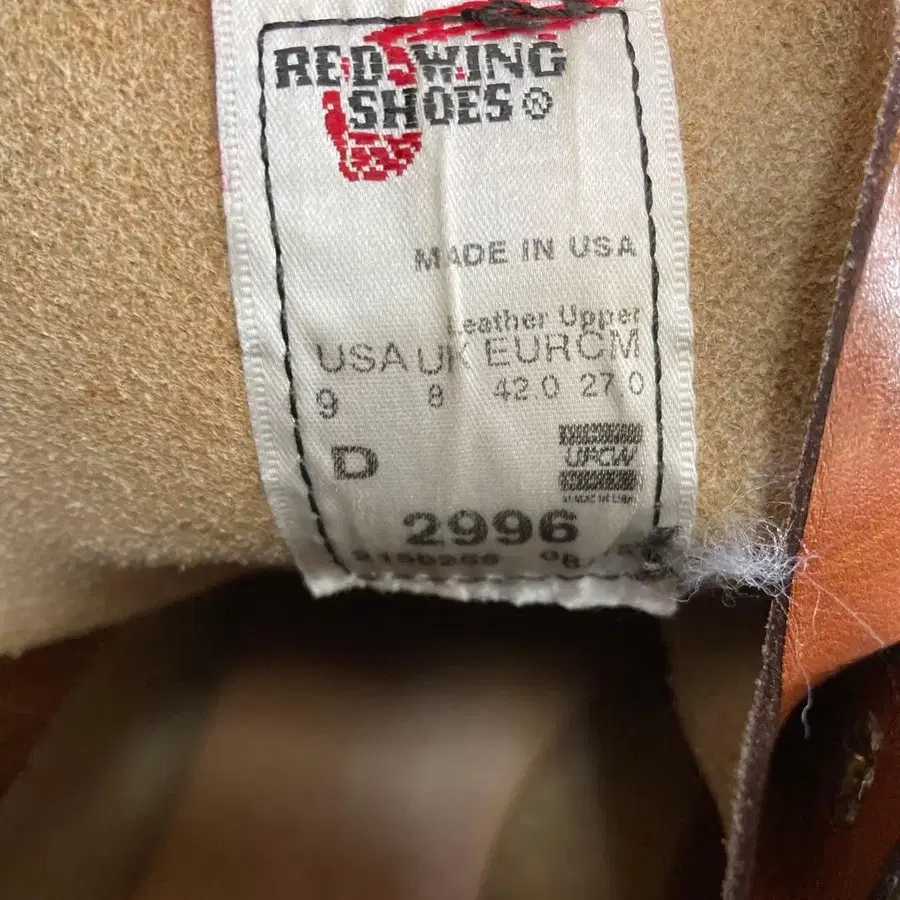 RED WING
SHOES®
MADE IN USA
Leather Upper
USA UK EUR CM
9 8 42.0 27.0
D
UFCW
2996